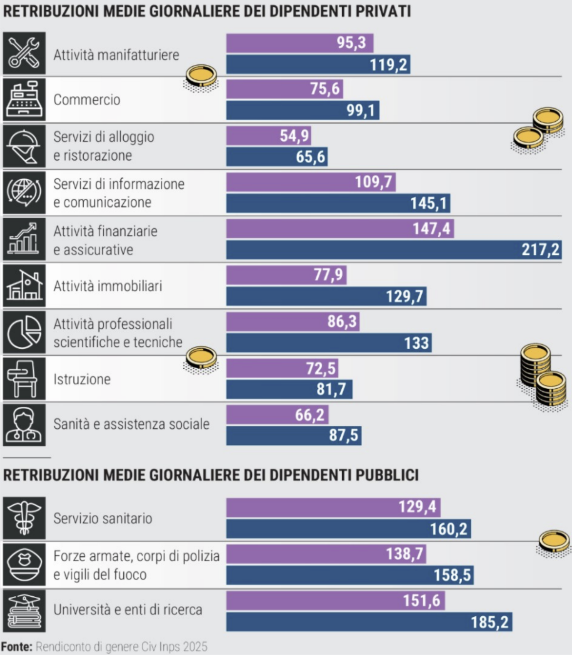 RETRIBUZIONI MEDIE GIORNALIERE DEI DIPENDENTI PRIVATI
Attività manifatturiere
95,3
119,2
Commercio
75,6
99,1
Servizi di alloggio
e ristorazione
54,9
65,6
Servizi di informazione
e comunicazione
109,7
145,1
Attività finanziarie
e assicurative
147,4
217,2
Attività immobiliari
77,9
129,7
Attività professionali
scientifiche e tecniche
86,3
133
Istruzione
72,5
81,7
Sanità e assistenza sociale
66,2
87,5
RETRIBUZIONI MEDIE GIORNALIERE DEI DIPENDENTI PUBBLICI
Servizio sanitario
129,4
160,2
Forze armate, corpi di polizia
e vigili del fuoco
138,7
158,5
Università e enti di ricerca
151,6
185,2
Fonte: Rendiconto di genere Civ Inps 2025